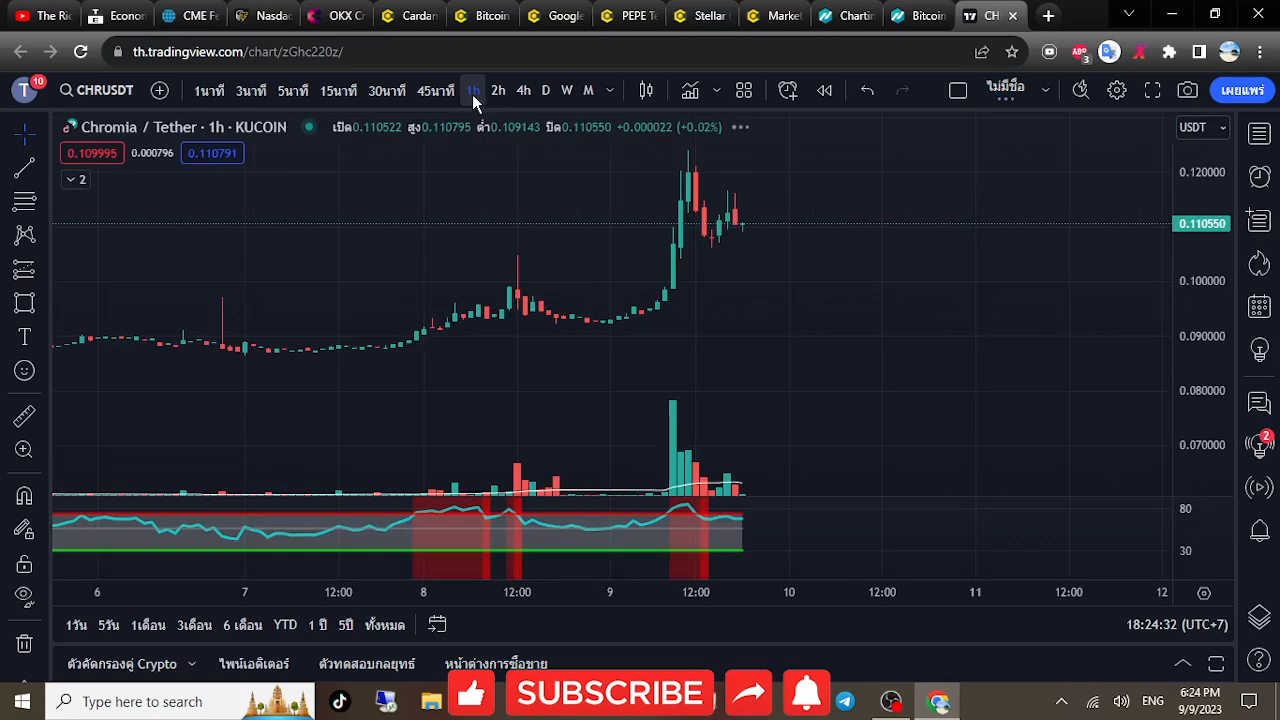 The Ri
T Econom
CME Fe
Nasdac
OKX C
Cardan
Bitcoin
Google
PEPE Te
Stellar (
Market
Chartin
Bitcoin
17 CH
th.tradingview.com/chart/zGhc220z/
ABP 3
T 10
CHRUSDT
1นาที
3นาที
5นาที
15นาที
30นาที
45นาที
1h
2h
4h
D
W
M
ไม่มีชื่อ
เผยแพร่
Chromia / Tether · 1h · KUCOIN
เปิด0.110522 สูง0.110795 ต่ำ0.109143 ปิด0.110550 +0.000022 (+0.02%)
USDT
0.109995 0.000796 0.110791
2
0.120000
0.110550
0.100000
0.090000
0.080000
0.070000
2
80
30
6 7 12:00 8 12:00 9 12:00 10 12:00 11 12:00 12
1วัน 5วัน 1เดือน 3เดือน 6 เดือน YTD 1 ปี 5ปี ทั้งหมด
18:24:32 (UTC+7)
ตัวคัดกรองคู่ Crypto ไพน์เอดิเตอร์ ตัวทดสอบกลยุทธ์ หน้าต่างการซื้อขาย
SUBSCRIBE
Type here to search
ENG
6:24 PM
9/9/2023